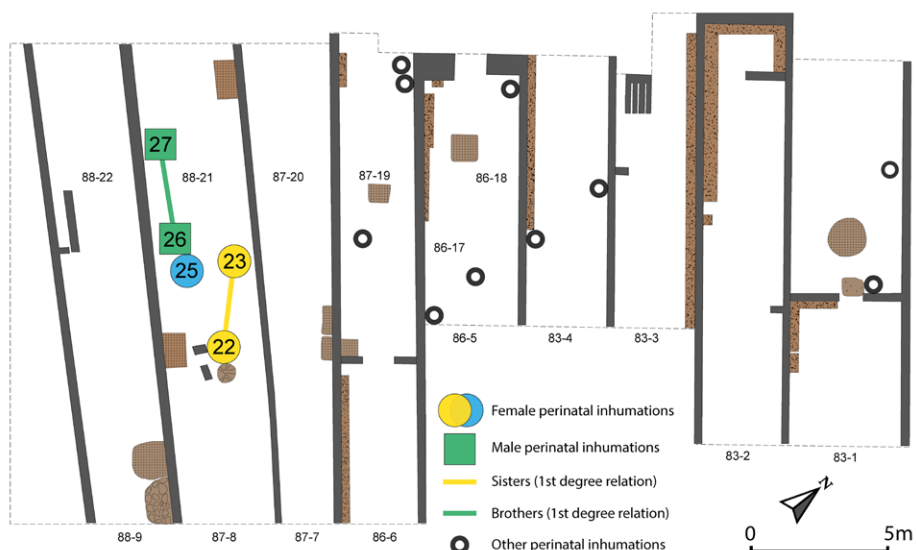 27
88-22
88-21
87-20
87-19
86-18
26
25
23
86-17
22
86-5
83-4
83-3
83-2
83-1
88-9
87-8
87-7
86-6
Female perinatal inhumations
Male perinatal inhumations
Sisters (1st degree relation)
Brothers (1st degree relation)
Other perinatal inhumations
N
0 5m